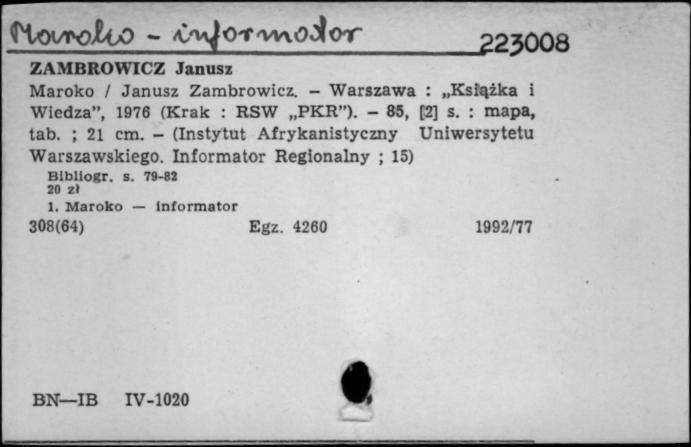 Maroko - informator
223008
ZAMBROWICZ Janusz
Maroko / Janusz Zambrowicz. – Warszawa : „Książka i
Wiedza”, 1976 (Krak : RSW „PKR”). – 85, [2] s. : mapa,
tab. ; 21 cm. – (Instytut Afrykanistyczny Uniwersytetu
Warszawskiego. Informator Regionalny ; 15)
Bibliogr. s. 79-82
20 zł
1. Maroko — informator
308(64) Egz. 4260 1992/77
BN—IB IV-1020